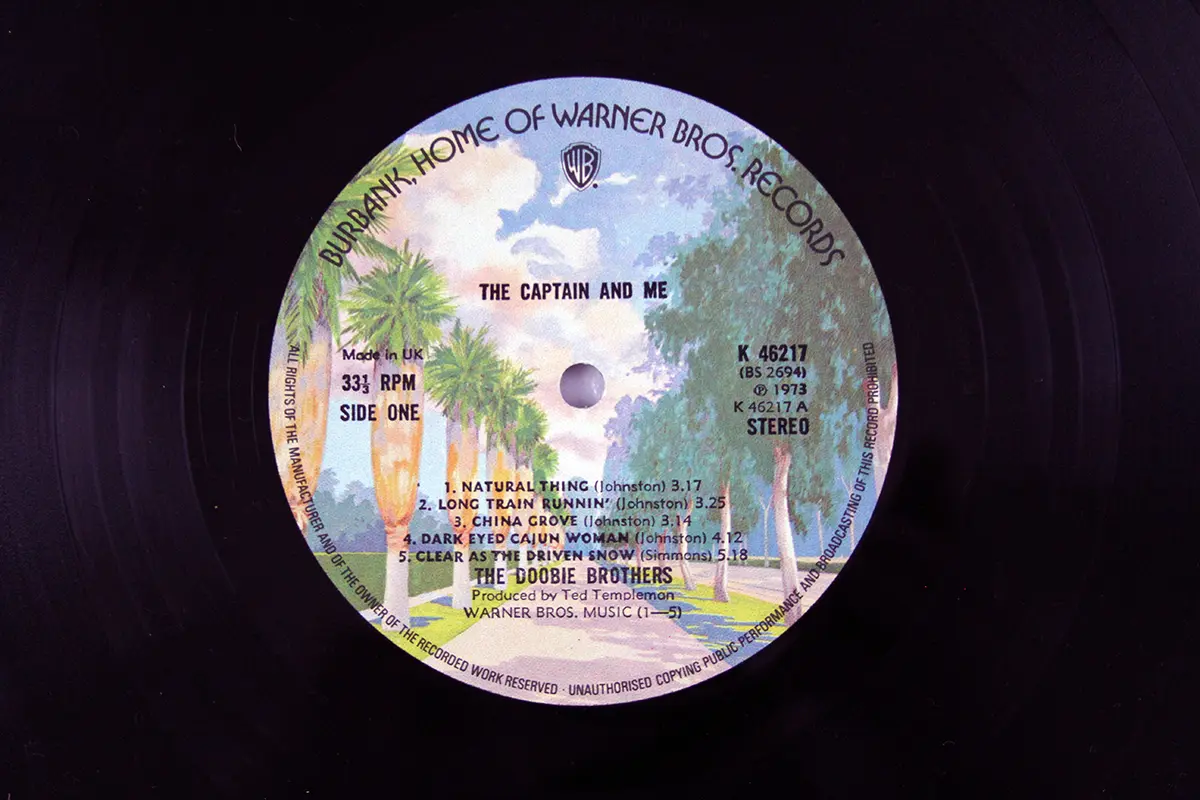 BURBANK, HOME OF WARNER BROS. RECORDS
WB
THE CAPTAIN AND ME
Made in UK
33⅓ RPM
SIDE ONE
K 46217
(BS 2694)
℗ 1973
K 46217 A
STEREO
1. NATURAL THING (Johnston) 3.17
2. LONG TRAIN RUNNIN' (Johnston) 3.25
3. CHINA GROVE (Johnston) 3.14
4. DARK EYED CAJUN WOMAN (Johnston) 4.12
5. CLEAR AS THE DRIVEN SNOW (Simmons) 5.18
THE DOOBIE BROTHERS
Produced by Ted Templeman
WARNER BROS. MUSIC (1—5)
ALL RIGHTS OF THE MANUFACTURER AND OF THE OWNER OF THE RECORDED WORK RESERVED · UNAUTHORISED COPYING PUBLIC PERFORMANCE AND BROADCASTING OF THIS RECORD PROHIBITED